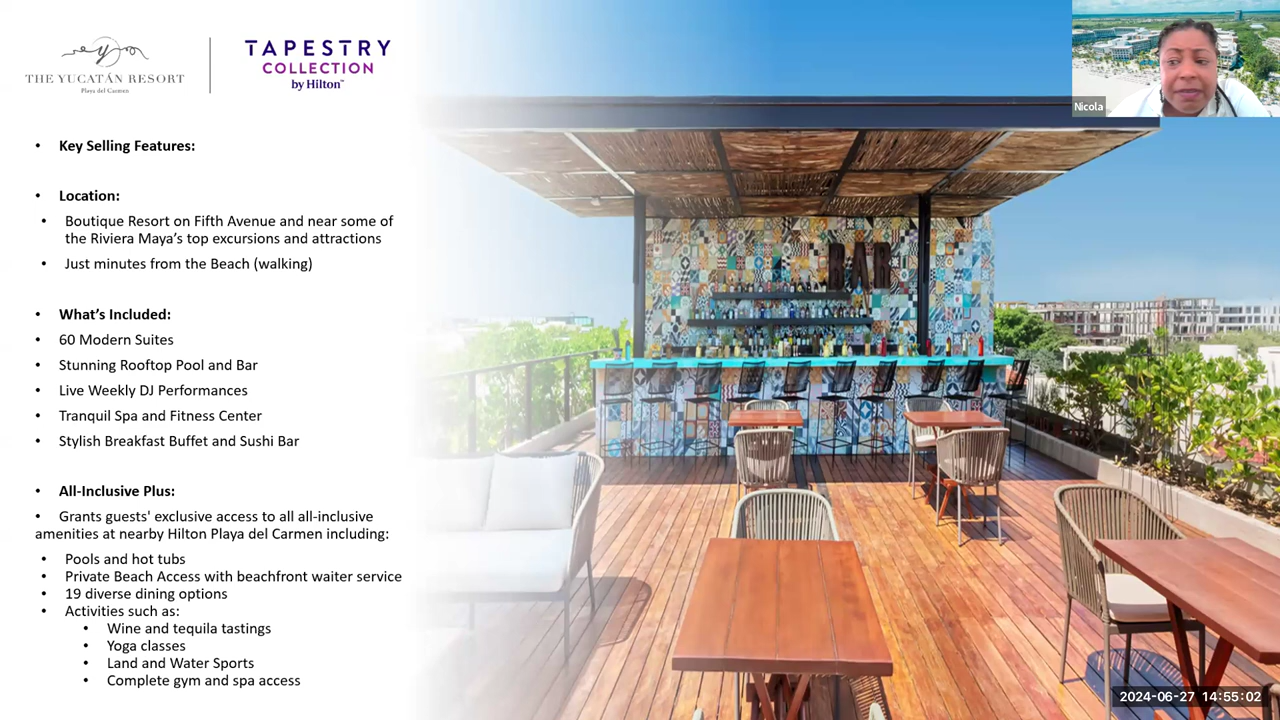 THE YUCATÁN RESORT
Playa del Carmen
TAPESTRY
COLLECTION
by Hilton™
Nicola
• Key Selling Features:
• Location:
• Boutique Resort on Fifth Avenue and near some of
the Riviera Maya's top excursions and attractions
• Just minutes from the Beach (walking)
• What's Included:
• 60 Modern Suites
• Stunning Rooftop Pool and Bar
• Live Weekly DJ Performances
• Tranquil Spa and Fitness Center
• Stylish Breakfast Buffet and Sushi Bar
• All-Inclusive Plus:
• Grants guests' exclusive access to all all-inclusive
amenities at nearby Hilton Playa del Carmen including:
• Pools and hot tubs
• Private Beach Access with beachfront waiter service
• 19 diverse dining options
• Activities such as:
• Wine and tequila tastings
• Yoga classes
• Land and Water Sports
• Complete gym and spa access
BAR
2024-06-27 14:55:02